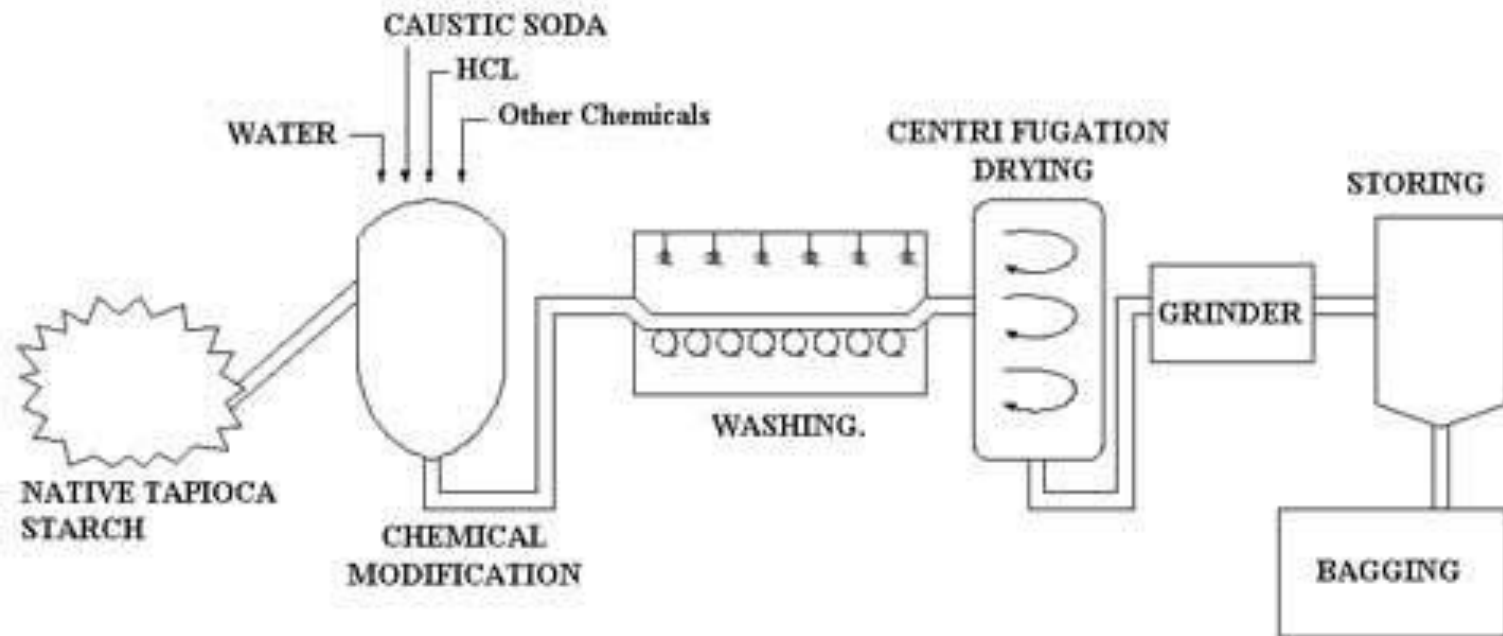 CAUSTIC SODA
HCL
Other Chemicals
WATER
CENTRI FUGATION
DRYING
STORING
GRINDER
WASHING.
NATIVE TAPIOCA
STARCH
CHEMICAL
MODIFICATION
BAGGING